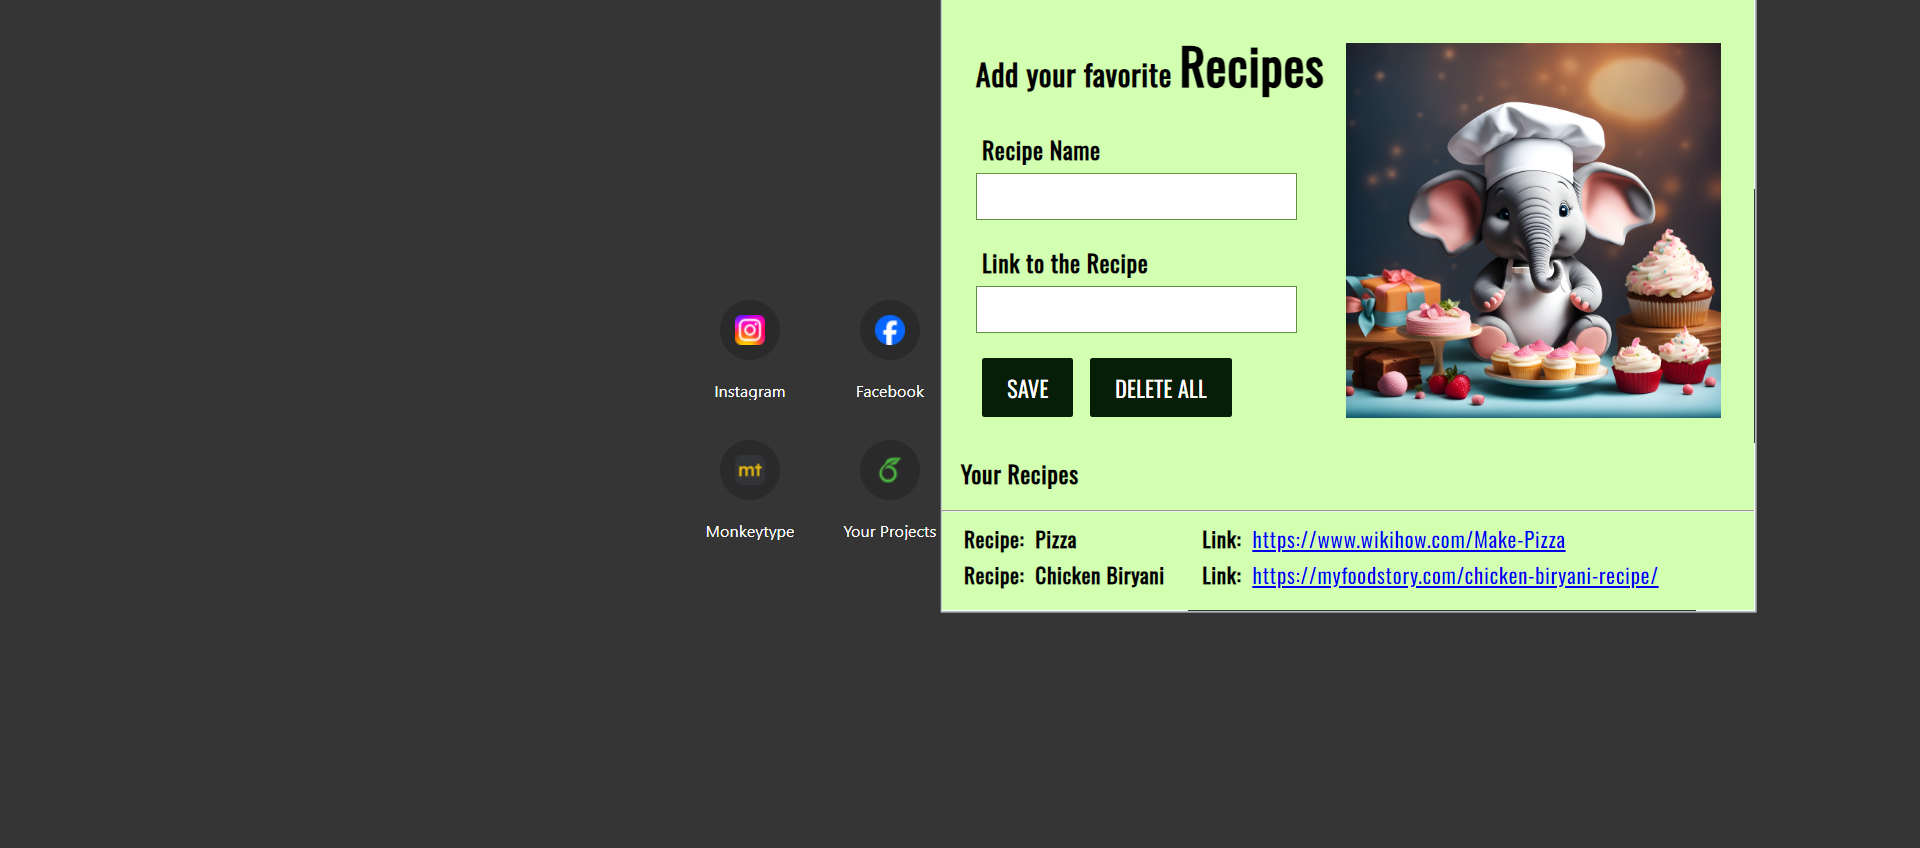 Add your favorite Recipes
Recipe Name
Link to the Recipe
SAVE DELETE ALL
Your Recipes
Recipe: Pizza Link: https://www.wikihow.com/Make-Pizza
Recipe: Chicken Biryani Link: https://myfoodstory.com/chicken-biryani-recipe/
Instagram Facebook
mt
Monkeytype Your Projects